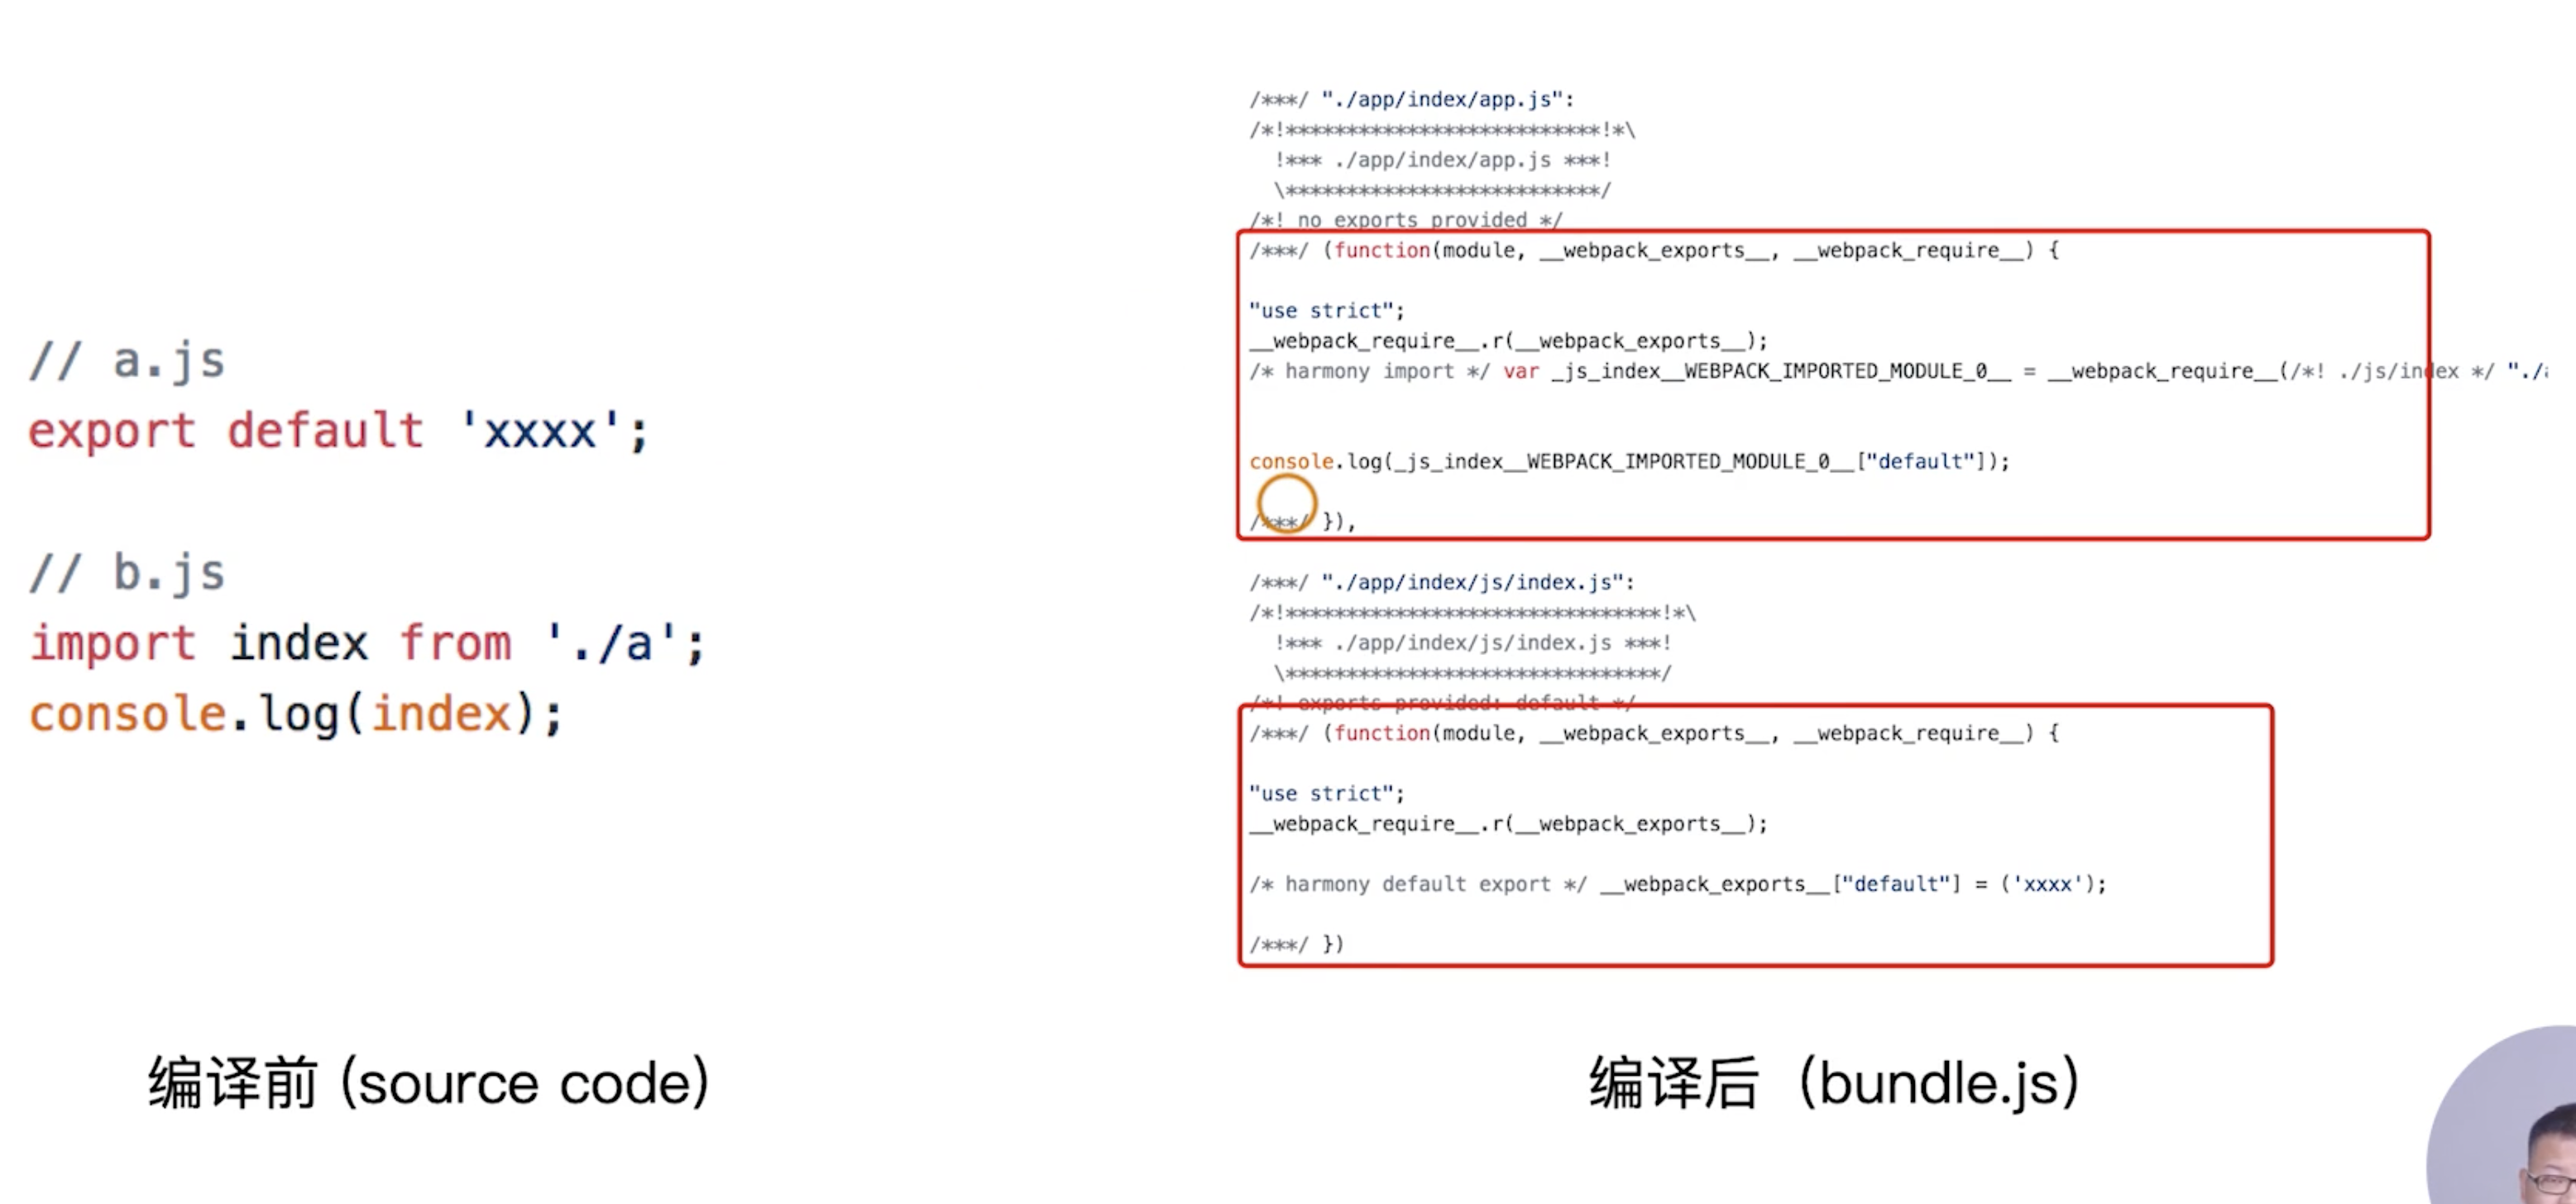 // a.js
export default 'xxxx';
// b.js
import index from './a';
console.log(index);
编译前 (source code)
/***/ "./app/index/app.js":
/*!**************************!*\
!*** ./app/index/app.js ***!
\**************************/
/*! no exports provided */
/***/ (function(module, __webpack_exports__, __webpack_require__) {
"use strict";
__webpack_require__.r(__webpack_exports__);
/* harmony import */ var _js_index__WEBPACK_IMPORTED_MODULE_0__ = __webpack_require__(/*! ./js/index */ "./
console.log(_js_index__WEBPACK_IMPORTED_MODULE_0__["default"]);
/***/ }),
/***/ "./app/index/js/index.js":
/*!*******************************!*\
!*** ./app/index/js/index.js ***!
\*******************************/
/*! exports provided: default */
/***/ (function(module, __webpack_exports__, __webpack_require__) {
"use strict";
__webpack_require__.r(__webpack_exports__);
/* harmony default export */ __webpack_exports__["default"] = ('xxxx');
/***/ })
编译后 (bundle.js)